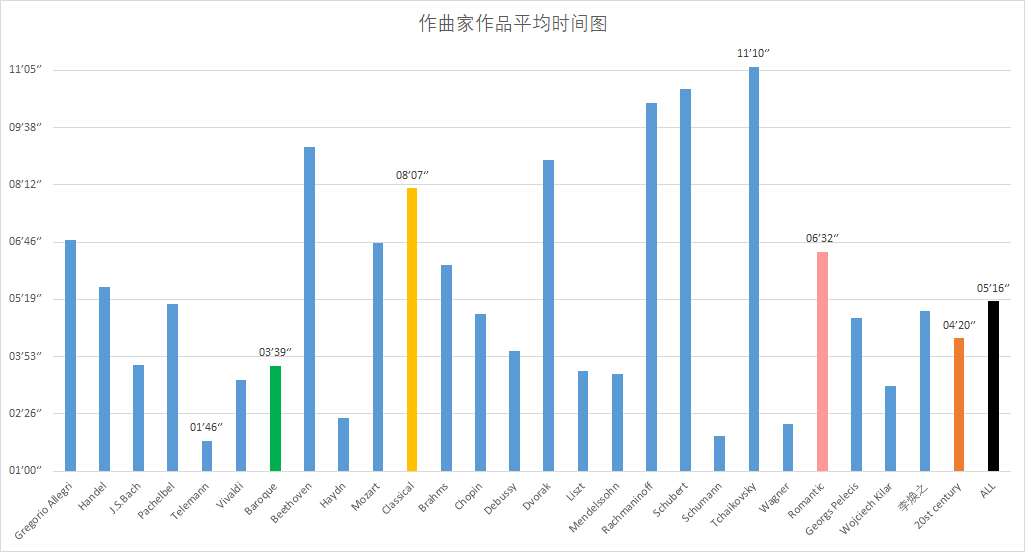 作曲家作品平均时间图
11′10″
11′05″
09′38″
08′12″
08′07″
06′46″
06′32″
05′19″
05′16″
04′20″
03′53″
03′39″
02′26″
01′46″
01′00″
Gregorio Allegri
Handel
J.S.Bach
Pachelbel
Telemann
Vivaldi
Baroque
Beethoven
Haydn
Mozart
Classical
Brahms
Chopin
Debussy
Dvorak
Liszt
Mendelssohn
Rachmaninoff
Schubert
Schumann
Tchaikovsky
Wagner
Romantic
Georgs Pelecis
Wojciech Kilar
李焕之
20st century
ALL